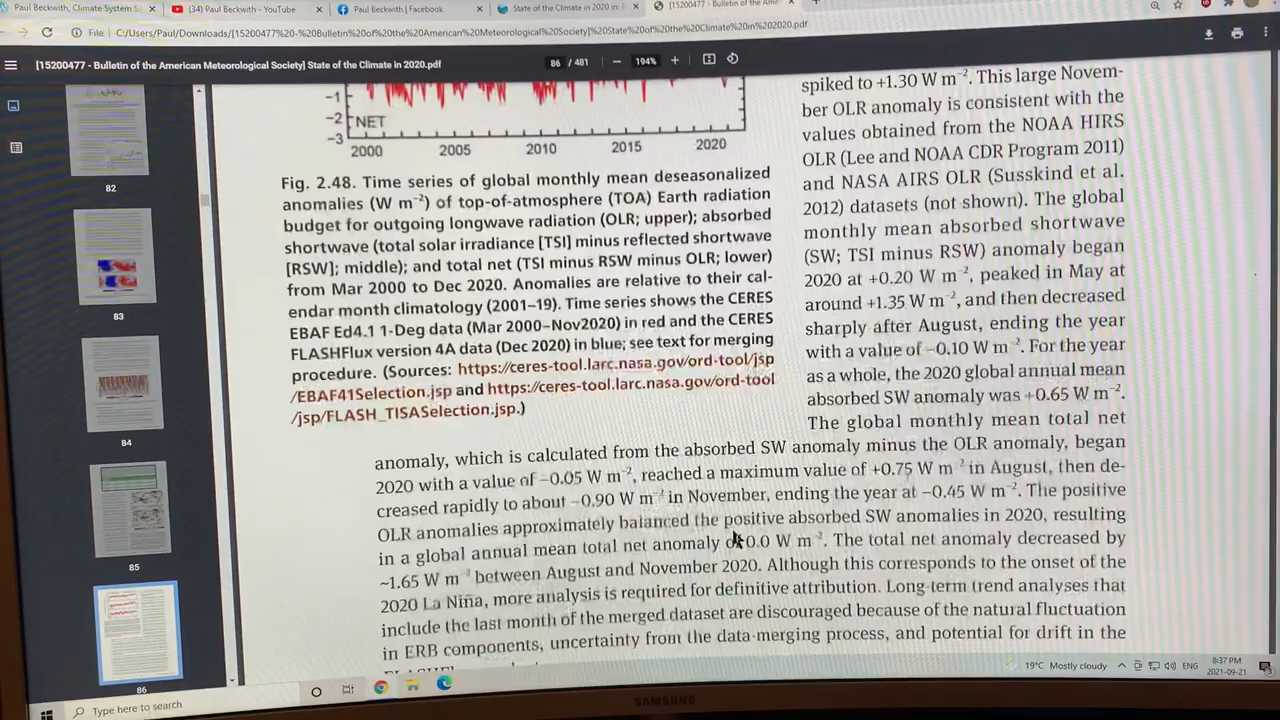 Paul Beckwith, Climate System S
(34) Paul Beckwith - YouTube
Paul Beckwith | Facebook
State of the Climate in 2020 in
[15200477 - Bulletin of the Ame
File | C:/Users/Paul/Downloads/[15200477%20-%20Bulletin%20of%20the%20American%20Meteorological%20Society]%20State%20of%20the%20Climate%20in%202020.pdf
[15200477 - Bulletin of the American Meteorological Society] State of the Climate in 2020.pdf
86 / 481
194%
82
83
84
85
86
-1
-2
NET
-3
2000 2005 2010 2015 2020
Fig. 2.48. Time series of global monthly mean deseasonalized
anomalies (W m⁻²) of top-of-atmosphere (TOA) Earth radiation
budget for outgoing longwave radiation (OLR; upper); absorbed
shortwave (total solar irradiance [TSI] minus reflected shortwave
[RSW]; middle); and total net (TSI minus RSW minus OLR; lower)
from Mar 2000 to Dec 2020. Anomalies are relative to their cal-
endar month climatology (2001–19). Time series shows the CERES
EBAF Ed4.1 1-Deg data (Mar 2000–Nov2020) in red and the CERES
FLASHFlux version 4A data (Dec 2020) in blue; see text for merging
procedure. (Sources: https://ceres-tool.larc.nasa.gov/ord-tool/jsp
/EBAF41Selection.jsp and https://ceres-tool.larc.nasa.gov/ord-tool
/jsp/FLASH_TISASelection.jsp.)
spiked to +1.30 W m⁻². This large Novem-
ber OLR anomaly is consistent with the
values obtained from the NOAA HIRS
OLR (Lee and NOAA CDR Program 2011)
and NASA AIRS OLR (Susskind et al.
2012) datasets (not shown). The global
monthly mean absorbed shortwave
(SW; TSI minus RSW) anomaly began
2020 at +0.20 W m⁻², peaked in May at
around +1.35 W m⁻², and then decreased
sharply after August, ending the year
with a value of −0.10 W m⁻². For the year
as a whole, the 2020 global annual mean
absorbed SW anomaly was +0.65 W m⁻².
The global monthly mean total net
anomaly, which is calculated from the absorbed SW anomaly minus the OLR anomaly, began
2020 with a value of −0.05 W m⁻², reached a maximum value of +0.75 W m⁻² in August, then de-
creased rapidly to about −0.90 W m⁻² in November, ending the year at −0.45 W m⁻². The positive
OLR anomalies approximately balanced the positive absorbed SW anomalies in 2020, resulting
in a global annual mean total net anomaly of 0.0 W m⁻². The total net anomaly decreased by
~1.65 W m⁻² between August and November 2020. Although this corresponds to the onset of the
2020 La Niña, more analysis is required for definitive attribution. Long-term trend analyses that
include the last month of the merged dataset are discouraged because of the natural fluctuation
in ERB components, uncertainty from the data-merging process, and potential for drift in the
Type here to search
19°C Mostly cloudy
ENG
8:37 PM
2021-09-21
SAMSUNG